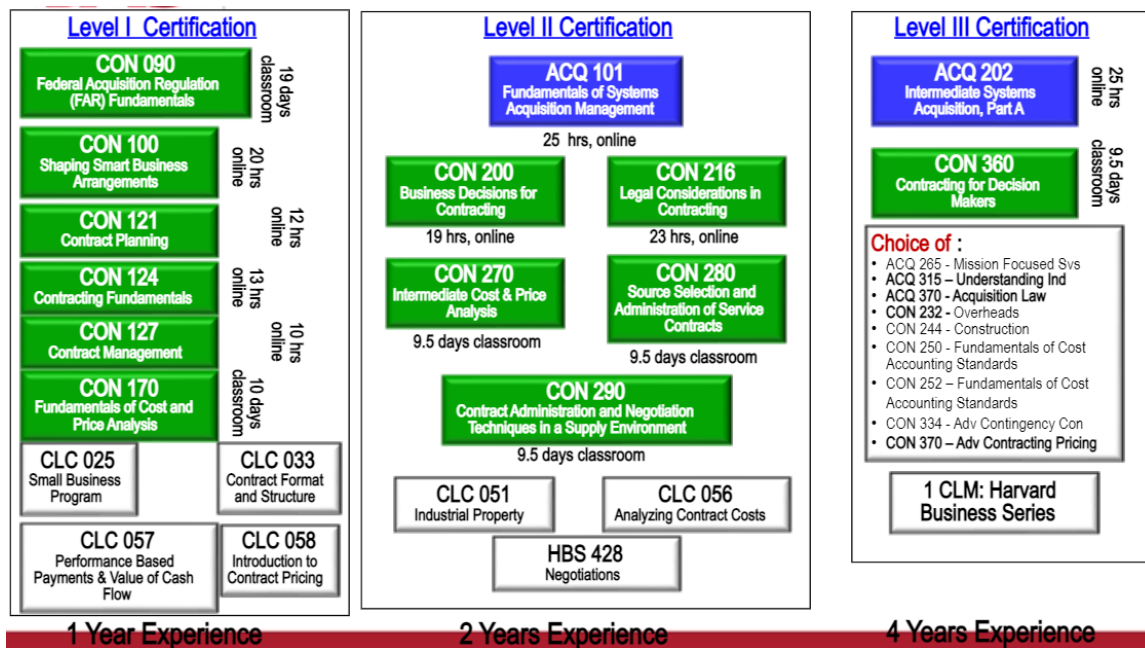 Level I Certification
CON 090
Federal Acquisition Regulation
(FAR) Fundamentals
19 days
classroom
CON 100
Shaping Smart Business
Arrangements
20 hrs
online
CON 121
Contract Planning
12 hrs
online
CON 124
Contracting Fundamentals
13 hrs
online
CON 127
Contract Management
10 hrs
online
CON 170
Fundamentals of Cost and
Price Analysis
10 days
classroom
CLC 025
Small Business
Program
CLC 033
Contract Format
and Structure
CLC 057
Performance Based
Payments & Value of Cash
Flow
CLC 058
Introduction to
Contract Pricing
1 Year Experience
Level II Certification
ACQ 101
Fundamentals of Systems
Acquisition Management
25 hrs, online
CON 200
Business Decisions for
Contracting
19 hrs, online
CON 216
Legal Considerations in
Contracting
23 hrs, online
CON 270
Intermediate Cost & Price
Analysis
9.5 days classroom
CON 280
Source Selection and
Administration of Service
Contracts
9.5 days classroom
CON 290
Contract Administration and Negotiation
Techniques in a Supply Environment
9.5 days classroom
CLC 051
Industrial Property
CLC 056
Analyzing Contract Costs
HBS 428
Negotiations
2 Years Experience
Level III Certification
ACQ 202
Intermediate Systems
Acquisition, Part A
25 hrs
online
CON 360
Contracting for Decision
Makers
9.5 days
classroom
Choice of :
• ACQ 265 - Mission Focused Svs
• ACQ 315 – Understanding Ind
• ACQ 370 - Acquisition Law
• CON 232 - Overheads
• CON 244 - Construction
• CON 250 - Fundamentals of Cost
Accounting Standards
• CON 252 – Fundamentals of Cost
Accounting Standards
• CON 334 - Adv Contingency Con
• CON 370 – Adv Contracting Pricing
1 CLM: Harvard
Business Series
4 Years Experience